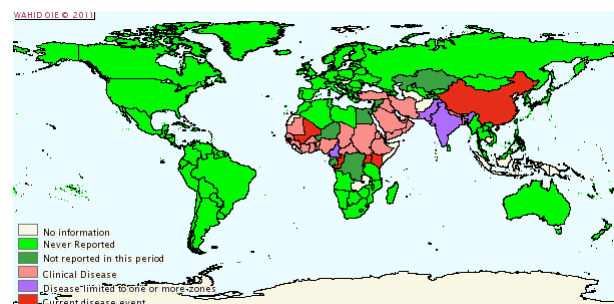 WAHID OIE © 2011
No information
Never Reported
Not reported in this period
Clinical Disease
Disease limited to one or more-zones
Current disease event